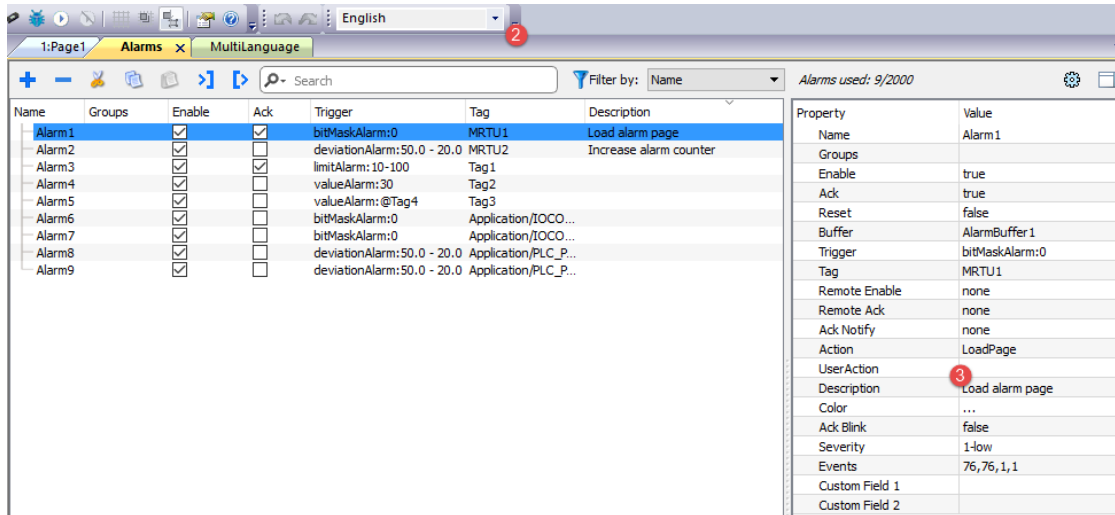 English
2
1:Page1 Alarms x MultiLanguage
Search Filter by: Name Alarms used: 9/2000
Name Groups Enable Ack Trigger Tag Description
Alarm1 bitMaskAlarm:0 MRTU1 Load alarm page
Alarm2 deviationAlarm:50.0 - 20.0 MRTU2 Increase alarm counter
Alarm3 limitAlarm:10-100 Tag1
Alarm4 valueAlarm:30 Tag2
Alarm5 valueAlarm:@Tag4 Tag3
Alarm6 bitMaskAlarm:0 Application/IOCO...
Alarm7 bitMaskAlarm:0 Application/IOCO...
Alarm8 deviationAlarm:50.0 - 20.0 Application/PLC_P...
Alarm9 deviationAlarm:50.0 - 20.0 Application/PLC_P...
Property Value
Name Alarm1
Groups
Enable true
Ack true
Reset false
Buffer AlarmBuffer1
Trigger bitMaskAlarm:0
Tag MRTU1
Remote Enable none
Remote Ack none
Ack Notify none
Action LoadPage
UserAction
3
Description Load alarm page
Color ...
Ack Blink false
Severity 1-low
Events 76,76,1,1
Custom Field 1
Custom Field 2